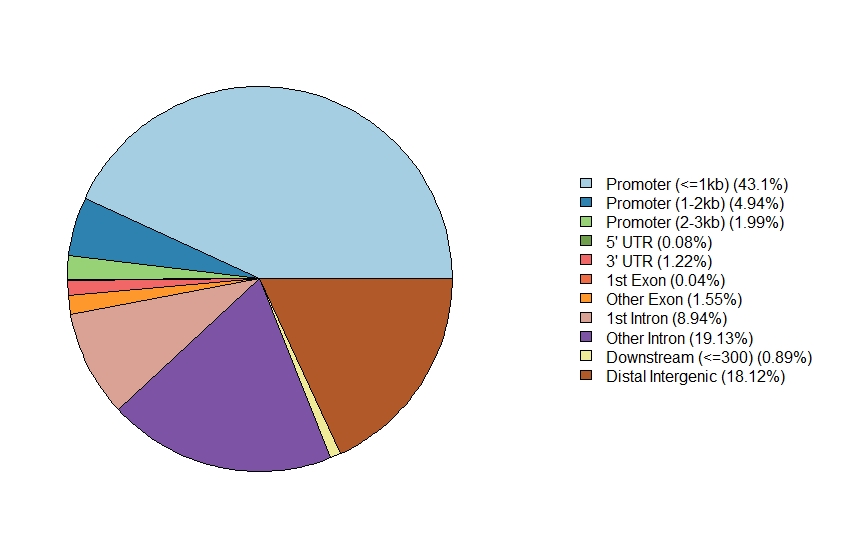 Promoter (<=1kb) (43.1%)
Promoter (1-2kb) (4.94%)
Promoter (2-3kb) (1.99%)
5' UTR (0.08%)
3' UTR (1.22%)
1st Exon (0.04%)
Other Exon (1.55%)
1st Intron (8.94%)
Other Intron (19.13%)
Downstream (<=300) (0.89%)
Distal Intergenic (18.12%)